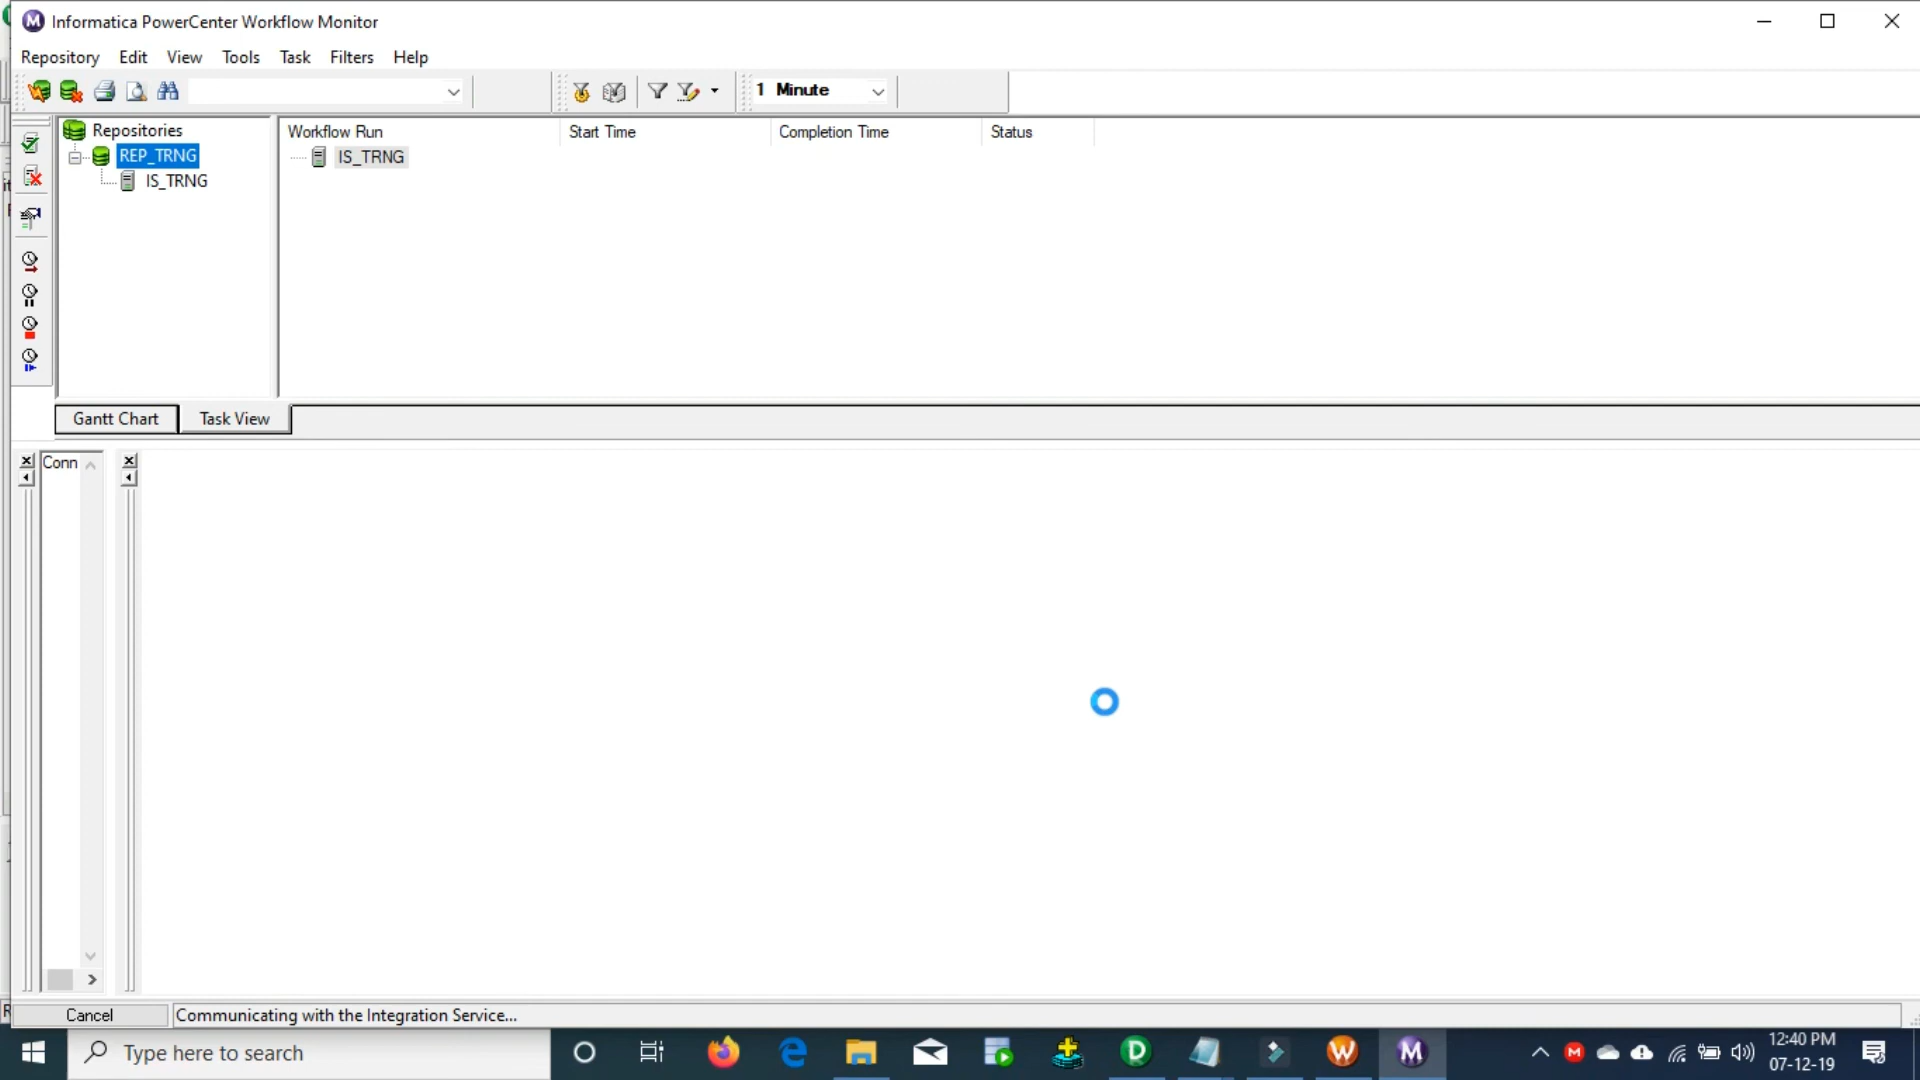 Informatica PowerCenter Workflow Monitor
Repository Edit View Tools Task Filters Help
1 Minute
Repositories
REP_TRNG
IS_TRNG
Workflow Run Start Time Completion Time Status
IS_TRNG
Gantt Chart Task View
Conn
Cancel Communicating with the Integration Service...
Type here to search
12:40 PM
07-12-19